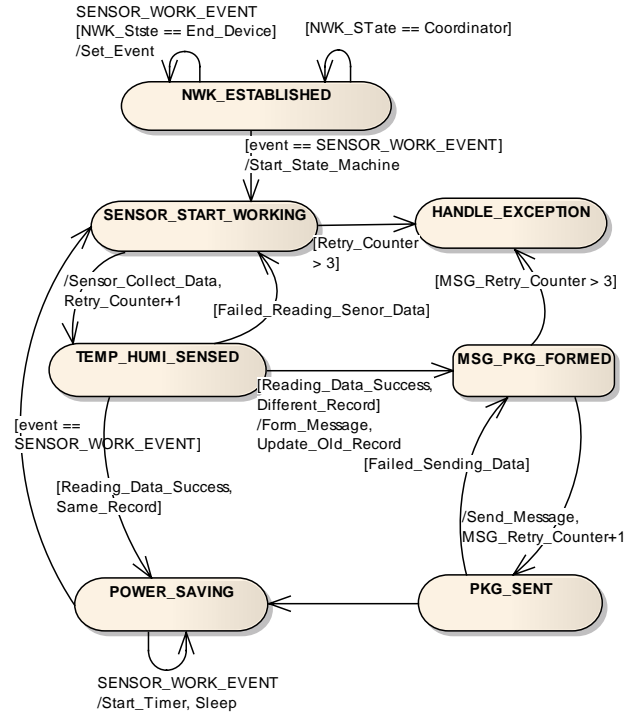 SENSOR_WORK_EVENT
[NWK_Stste == End_Device]
/Set_Event
[NWK_STate == Coordinator]
NWK_ESTABLISHED
[event == SENSOR_WORK_EVENT]
/Start_State_Machine
SENSOR_START_WORKING
HANDLE_EXCEPTION
[Retry_Counter
> 3]
/Sensor_Collect_Data,
Retry_Counter+1
[Failed_Reading_Senor_Data]
[MSG_Retry_Counter > 3]
TEMP_HUMI_SENSED
MSG_PKG_FORMED
[Reading_Data_Success,
Different_Record]
/Form_Message,
Update_Old_Record
[event ==
SENSOR_WORK_EVENT]
[Failed_Sending_Data]
[Reading_Data_Success,
Same_Record]
/Send_Message,
MSG_Retry_Counter+1
POWER_SAVING
PKG_SENT
SENSOR_WORK_EVENT
/Start_Timer, Sleep